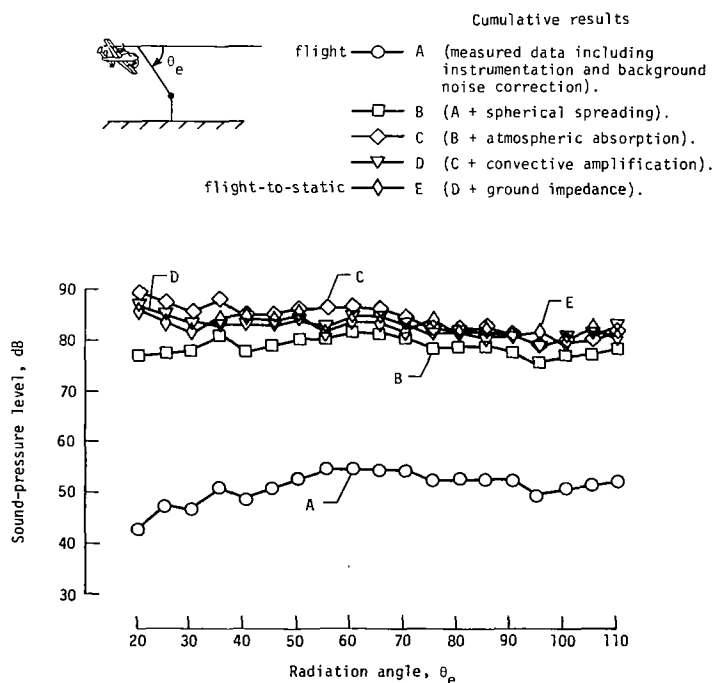 Cumulative results
θe
flight A (measured data including
instrumentation and background
noise correction).
B (A + spherical spreading).
C (B + atmospheric absorption).
D (C + convective amplification).
flight-to-static E (D + ground impedance).
D
C
E
B
A
Sound-pressure level, dB
90
80
70
60
50
40
30
20 30 40 50 60 70 80 90 100 110
Radiation angle, θe